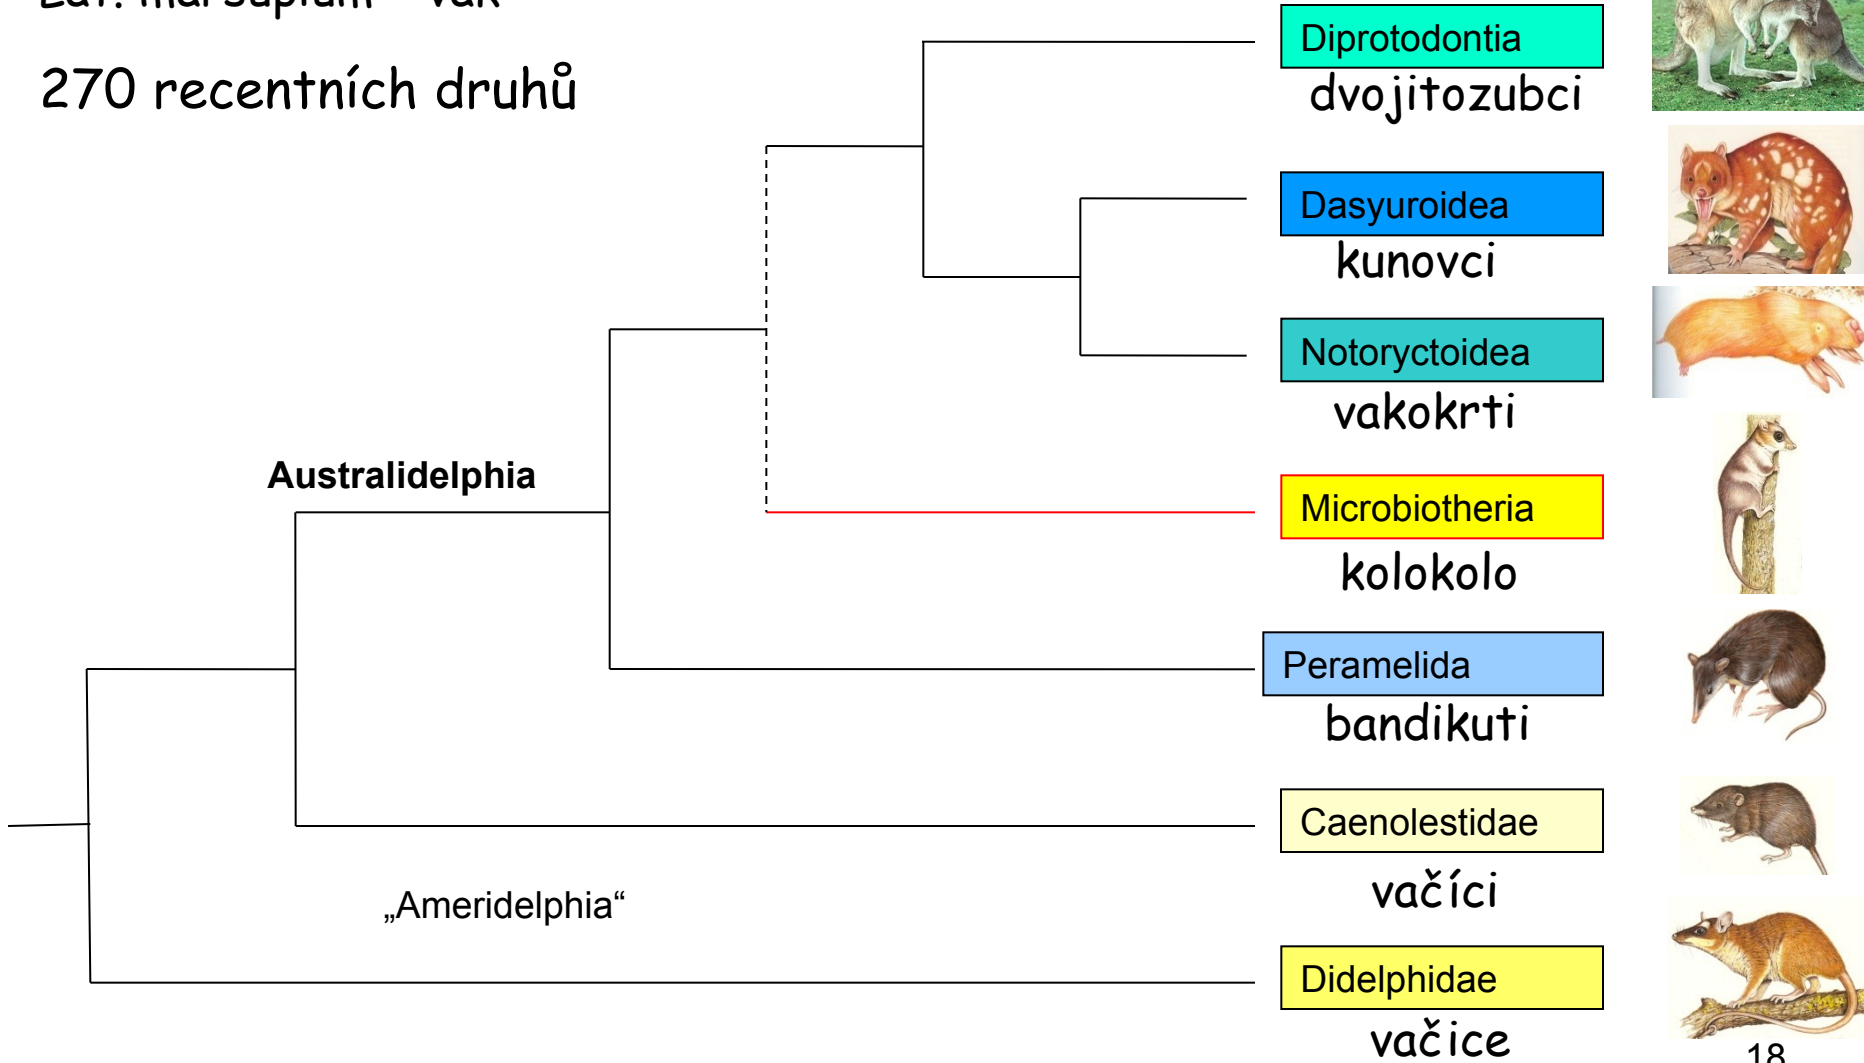 270 recentních druhů
Diprotodontia
dvojitozubci
Dasyuroidea
kunovci
Notoryctoidea
vakokrti
Australidelphia
Microbiotheria
kolokolo
Peramelida
bandikuti
Caenolestidae
vačíci
„Ameridelphia“
Didelphidae
vačice
18